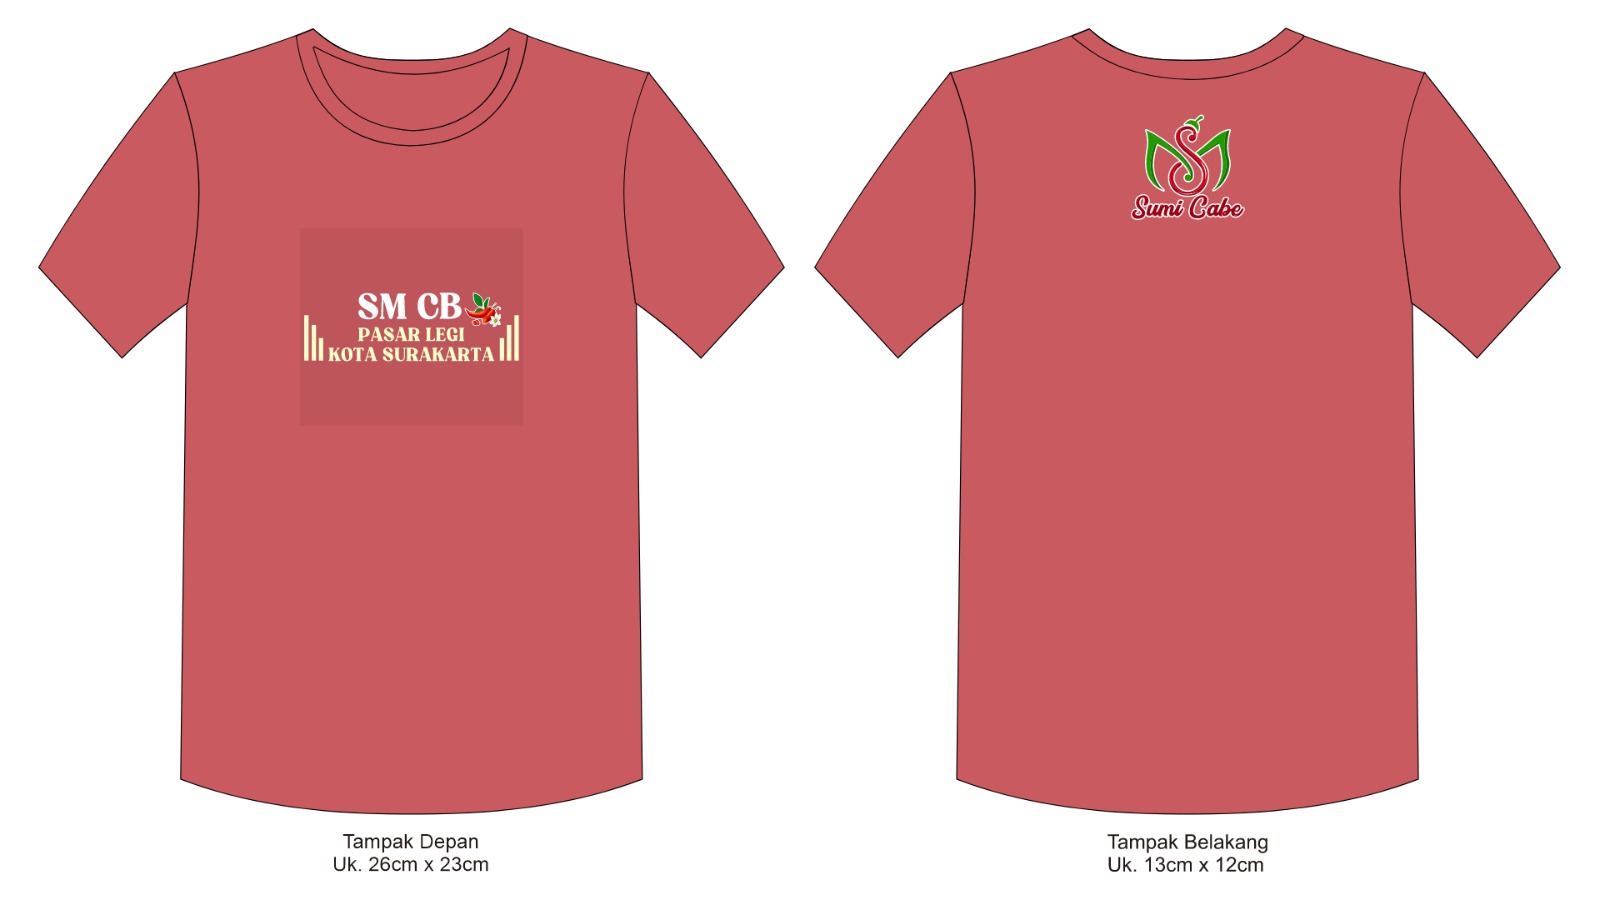 SM CB
PASAR LEGI
KOTA SURAKARTA
Sumi Cabe
Tampak Depan
Uk. 26cm x 23cm
Tampak Belakang
Uk. 13cm x 12cm